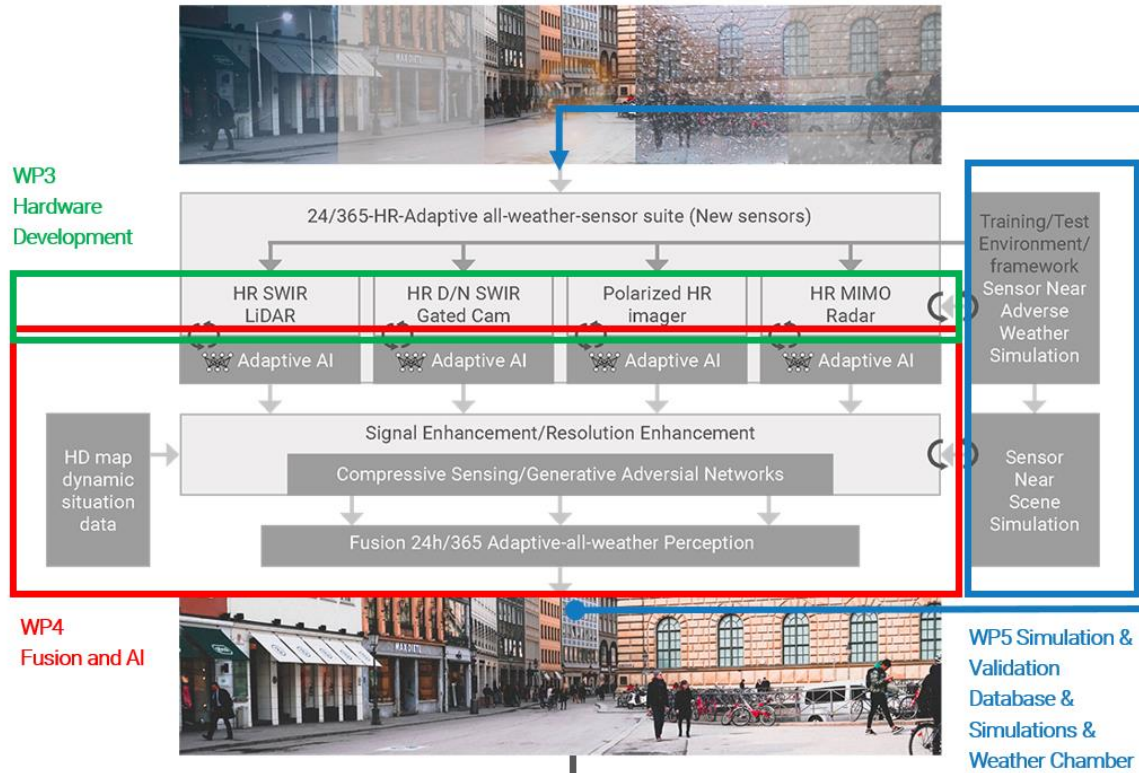 WP3
Hardware
Development
24/365-HR-Adaptive all-weather-sensor suite (New sensors)
HR SWIR
LiDAR
HR D/N SWIR
Gated Cam
Polarized HR
imager
HR MIMO
Radar
Adaptive AI
Adaptive AI
Adaptive AI
Adaptive AI
Training/Test
Environment/
framework
Sensor Near
Adverse
Weather
Simulation
HD map
dynamic
situation
data
Signal Enhancement/Resolution Enhancement
Compressive Sensing/Generative Adversial Networks
Fusion 24h/365 Adaptive-all-weather Perception
Sensor
Near
Scene
Simulation
WP4
Fusion and AI
WP5 Simulation &
Validation
Database &
Simulations &
Weather Chamber